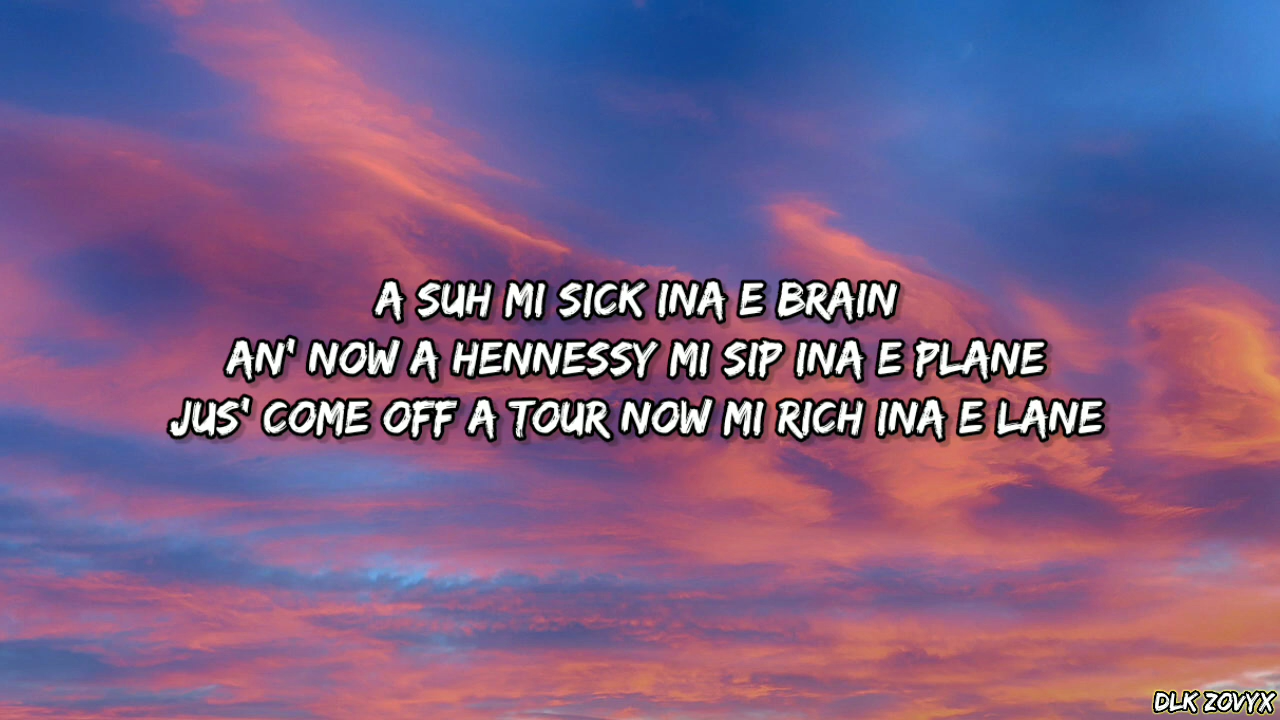 A SUH MI SICK INA E BRAIN
AN' NOW A HENNESSY MI SIP INA E PLANE
JUS' COME OFF A TOUR NOW MI RICH INA E LANE
DLK ZOVYX